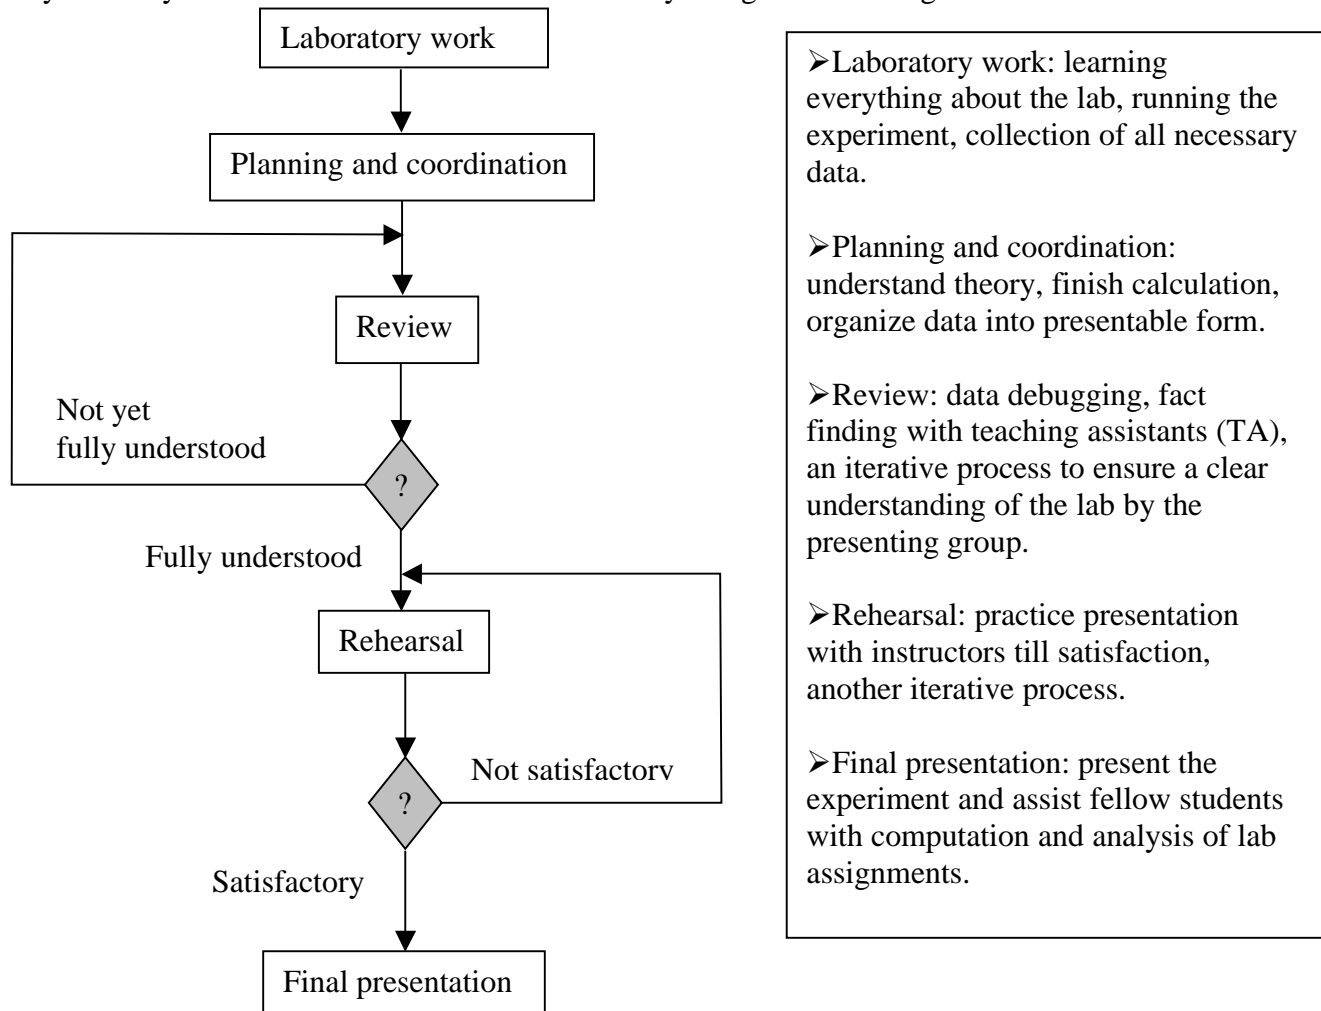 Laboratory work
Planning and coordination
Review
Not yet
fully understood
?
Fully understood
Rehearsal
Not satisfactory
?
Satisfactory
Final presentation
➢Laboratory work: learning
everything about the lab, running the
experiment, collection of all necessary
data.
➢Planning and coordination:
understand theory, finish calculation,
organize data into presentable form.
➢Review: data debugging, fact
finding with teaching assistants (TA),
an iterative process to ensure a clear
understanding of the lab by the
presenting group.
➢Rehearsal: practice presentation
with instructors till satisfaction,
another iterative process.
➢Final presentation: present the
experiment and assist fellow students
with computation and analysis of lab
assignments.